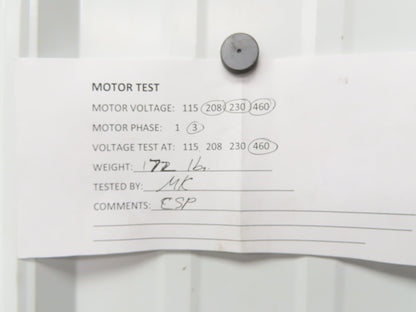 MOTOR TEST
MOTOR VOLTAGE: 115 208 230 460
MOTOR PHASE: 1 3
VOLTAGE TEST AT: 115 208 230 460
WEIGHT: 172 lb.
TESTED BY: MK
COMMENTS: ESP